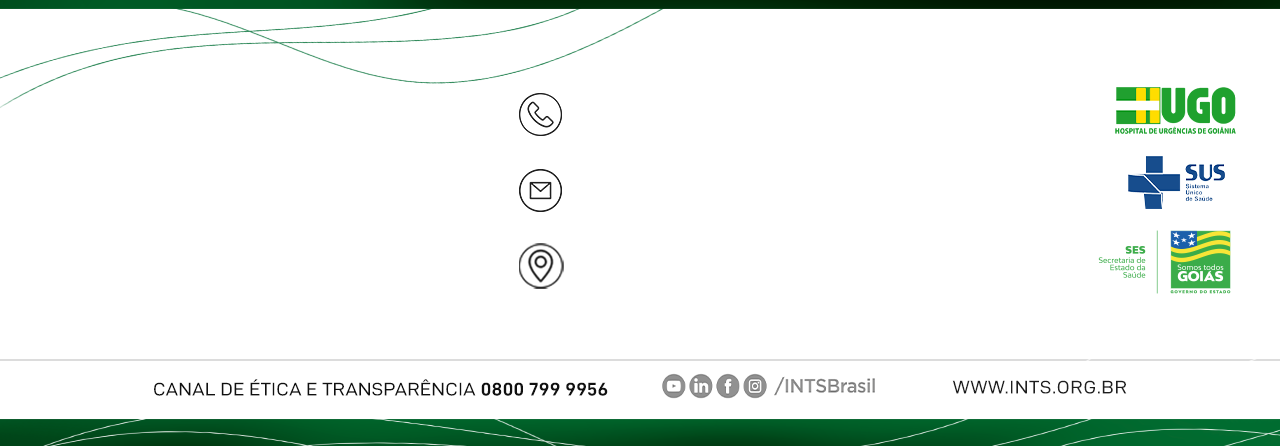 HUGO
HOSPITAL DE URGÊNCIAS DE GOIÂNIA
SUS
Sistema
Único
de Saúde
SES
Secretaria de
Estado da
Saúde
Somos todos
GOIÁS
GOVERNO DO ESTADO
CANAL DE ÉTICA E TRANSPARÊNCIA 0800 799 9956
/INTSBrasil
WWW.INTS.ORG.BR